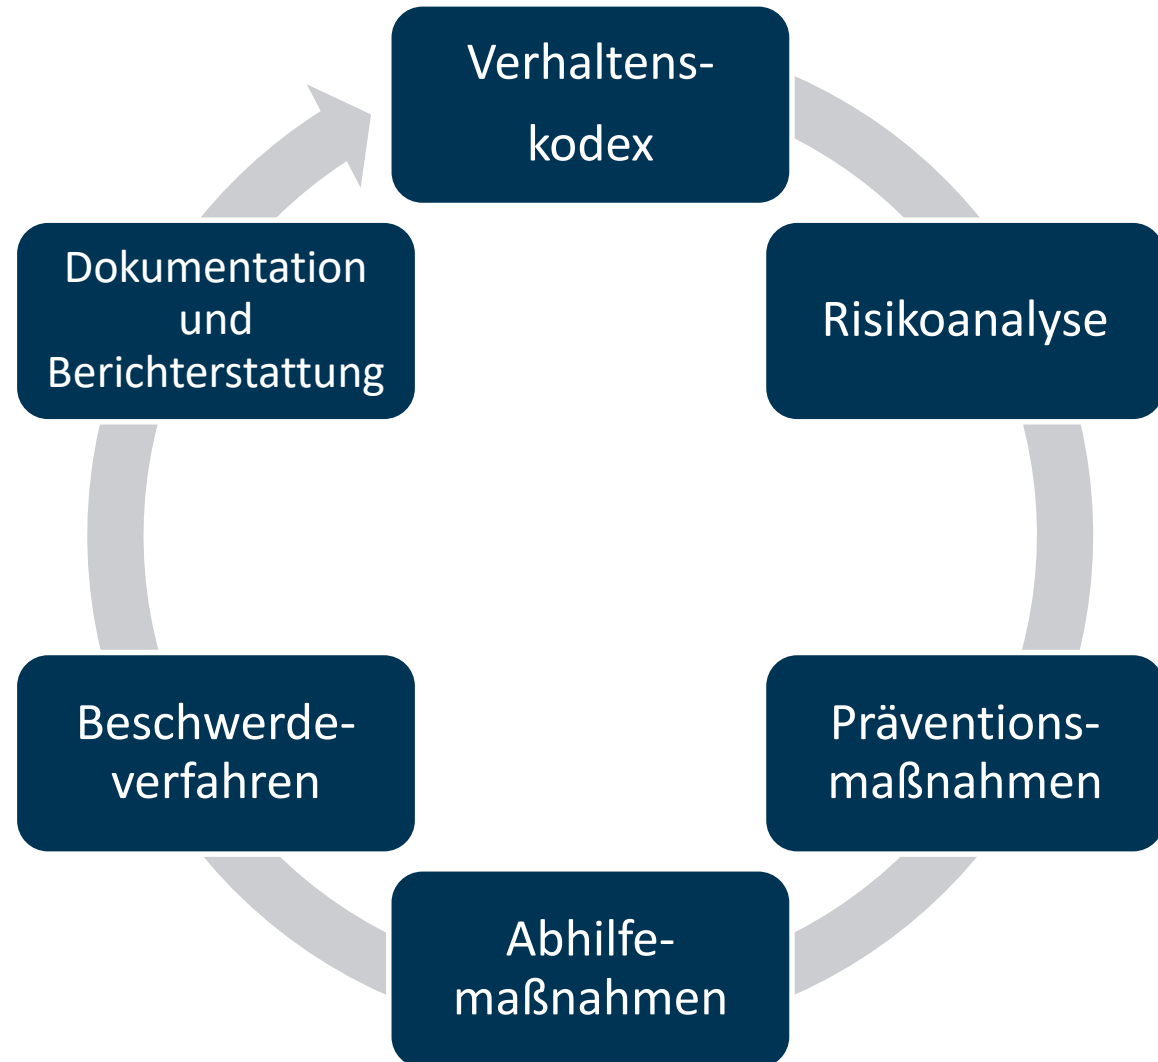 Verhaltens-
kodex
Risikoanalyse
Präventions-
maßnahmen
Abhilfe-
maßnahmen
Beschwerde-
verfahren
Dokumentation
und
Berichterstattung